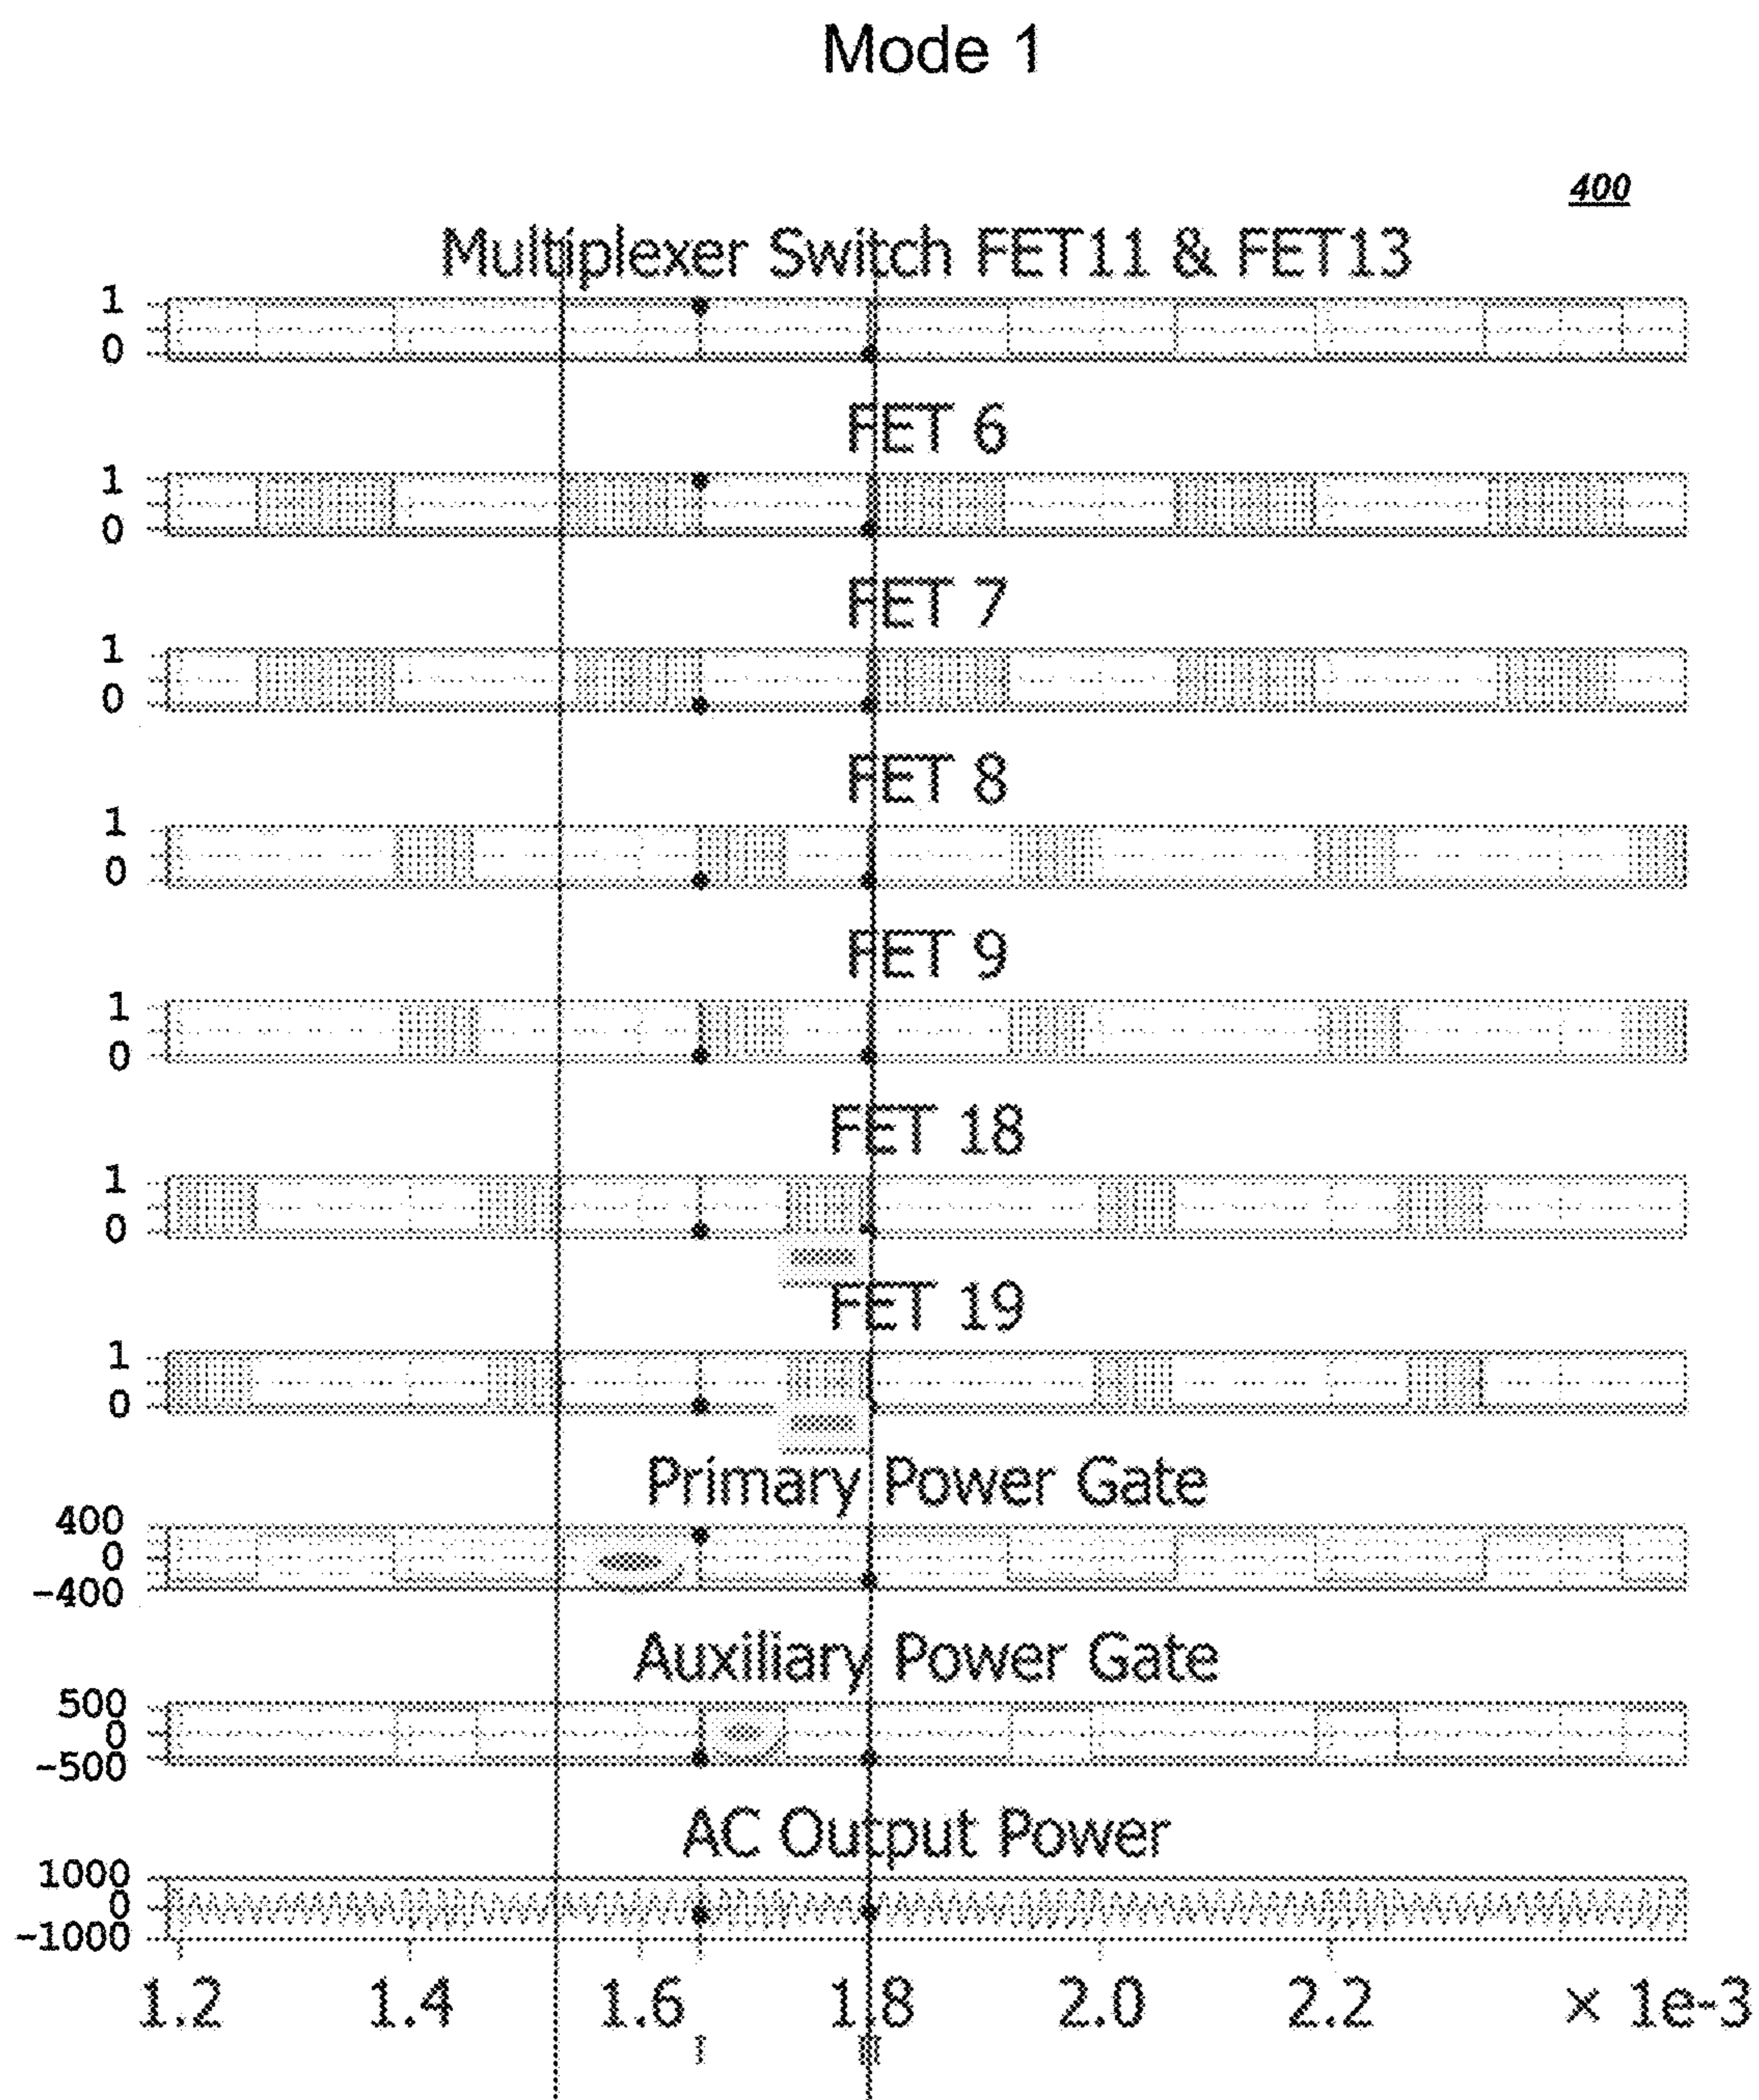 Mode 1
400
Multiplexer Switch FET11 & FET13
1
0
FET 6
1
0
FET 7
1
0
FET 8
1
0
FET 9
1
0
FET 18
1
0
FET 19
1
0
Primary Power Gate
400
0
-400
Auxiliary Power Gate
500
0
-500
AC Output Power
1000
0
-1000
1.2 1.4 1.6 1.8 2.0 2.2 × 1e-3